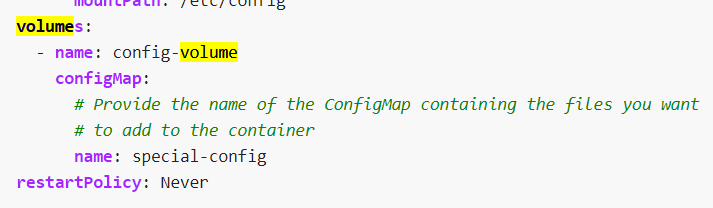 mountPath: /etc/config
volumes:
- name: config-volume
configMap:
# Provide the name of the ConfigMap containing the files you want
# to add to the container
name: special-config
restartPolicy: Never